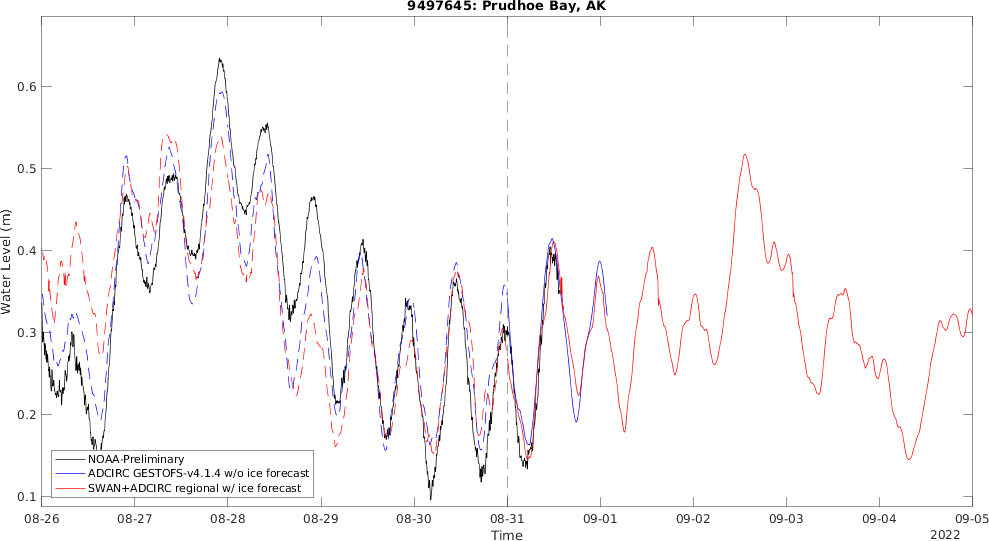 9497645: Prudhoe Bay, AK
Water Level (m)
0.6
0.5
0.4
0.3
0.2
0.1
NOAA-Preliminary
ADCIRC GESTOFS-v4.1.4 w/o ice forecast
SWAN+ADCIRC regional w/ ice forecast
08-26 08-27 08-28 08-29 08-30 08-31 09-01 09-02 09-03 09-04 09-05
Time
2022